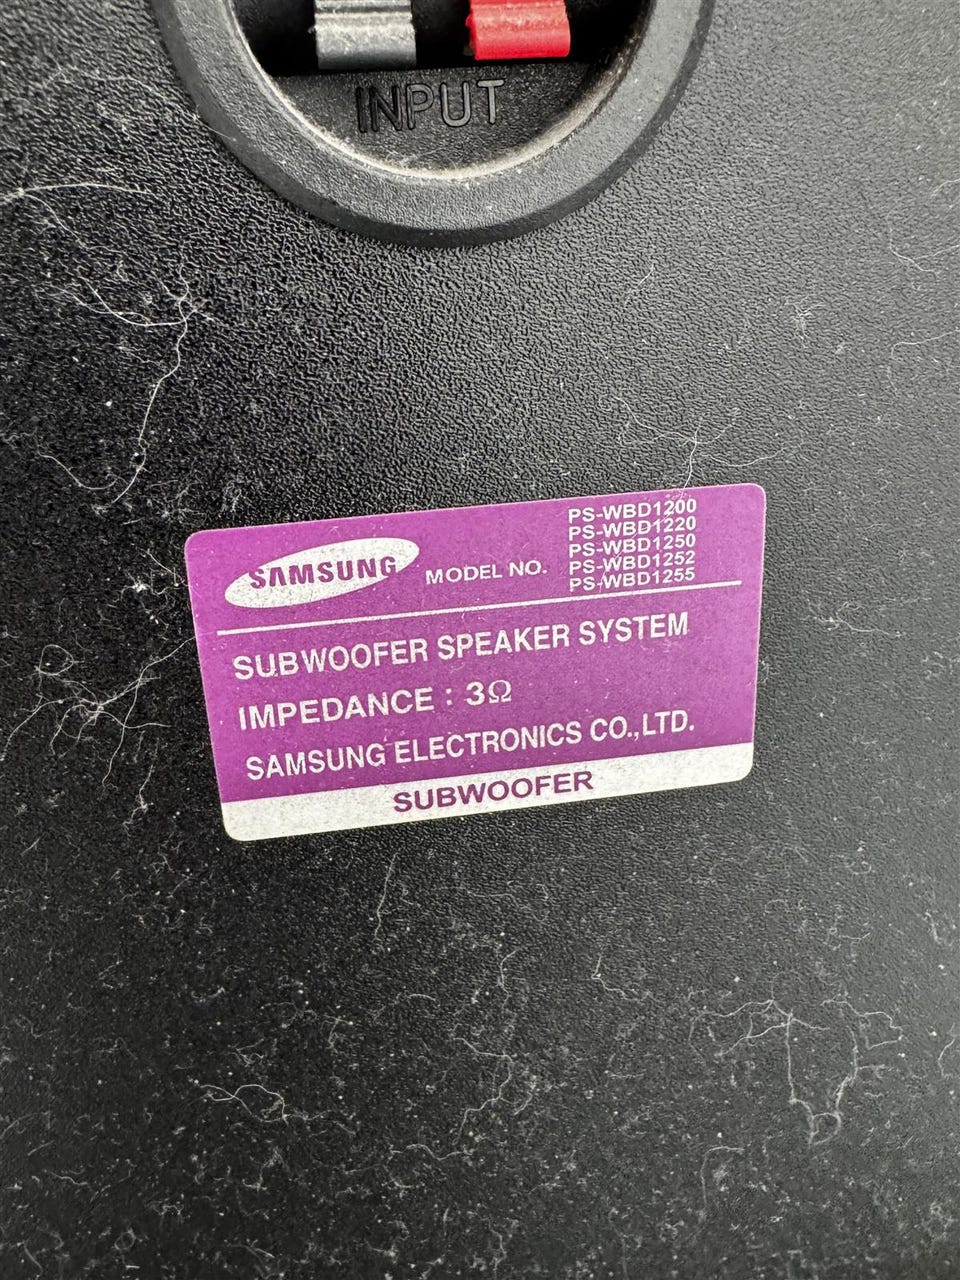 INPUT
SAMSUNG
MODEL NO.
PS-WBD1200
PS-WBD1220
PS-WBD1250
PS-WBD1252
PS-WBD1255
SUBWOOFER SPEAKER SYSTEM
IMPEDANCE : 3Ω
SAMSUNG ELECTRONICS CO.,LTD.
SUBWOOFER